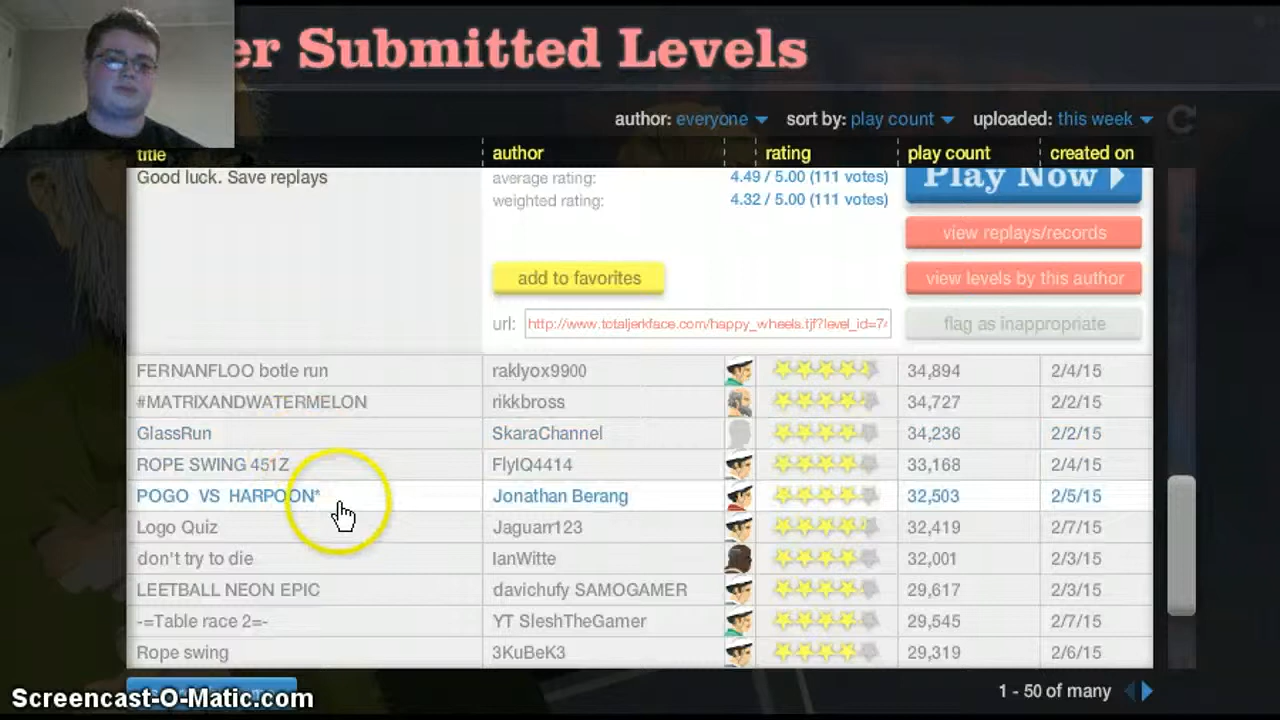 er Submitted Levels
author: everyone sort by: play count uploaded: this week
title author rating play count created on
Good luck. Save replays
average rating: 4.49 / 5.00 (111 votes)
weighted rating: 4.32 / 5.00 (111 votes)
Play Now
view replays/records
add to favorites
view levels by this author
url: http://www.totaljerkface.com/happy_wheels.tjf?level_id=74
flag as inappropriate
FERNANFLOO botle run raklyox9900 34,894 2/4/15
#MATRIXANDWATERMELON rikkbross 34,727 2/2/15
GlassRun SkaraChannel 34,236 2/2/15
ROPE SWING 451Z FlyIQ4414 33,168 2/4/15
POGO VS HARPOON* Jonathan Berang 32,503 2/5/15
Logo Quiz Jaguarr123 32,419 2/7/15
don't try to die IanWitte 32,001 2/3/15
LEETBALL NEON EPIC davichufy SAMOGAMER 29,617 2/3/15
-=Table race 2=- YT SleshTheGamer 29,545 2/7/15
Rope swing 3KuBeK3 29,319 2/6/15
Screencast-O-Matic.com
1 - 50 of many